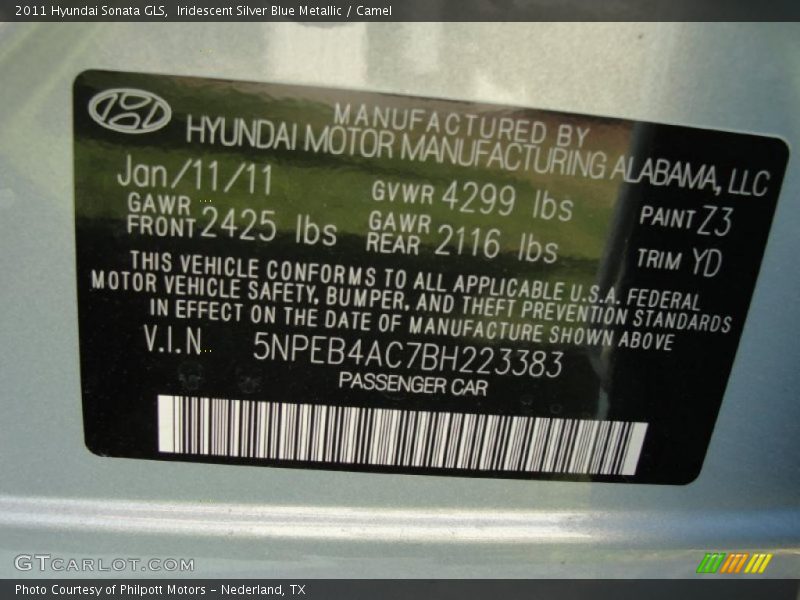 2011 Hyundai Sonata GLS,  Iridescent Silver Blue Metallic / Camel
MANUFACTURED BY
HYUNDAI MOTOR MANUFACTURING ALABAMA, LLC
Jan/11/11
GVWR 4299 lbs
PAINT Z3
GAWR FRONT 2425 lbs
GAWR REAR 2116 lbs
TRIM YD
THIS VEHICLE CONFORMS TO ALL APPLICABLE U.S.A. FEDERAL
MOTOR VEHICLE SAFETY, BUMPER, AND THEFT PREVENTION STANDARDS
IN EFFECT ON THE DATE OF MANUFACTURE SHOWN ABOVE
V.I.N 5NPEB4AC7BH223383
PASSENGER CAR
GTCARLOT.COM
Photo Courtesy of Philpott Motors – Nederland, TX